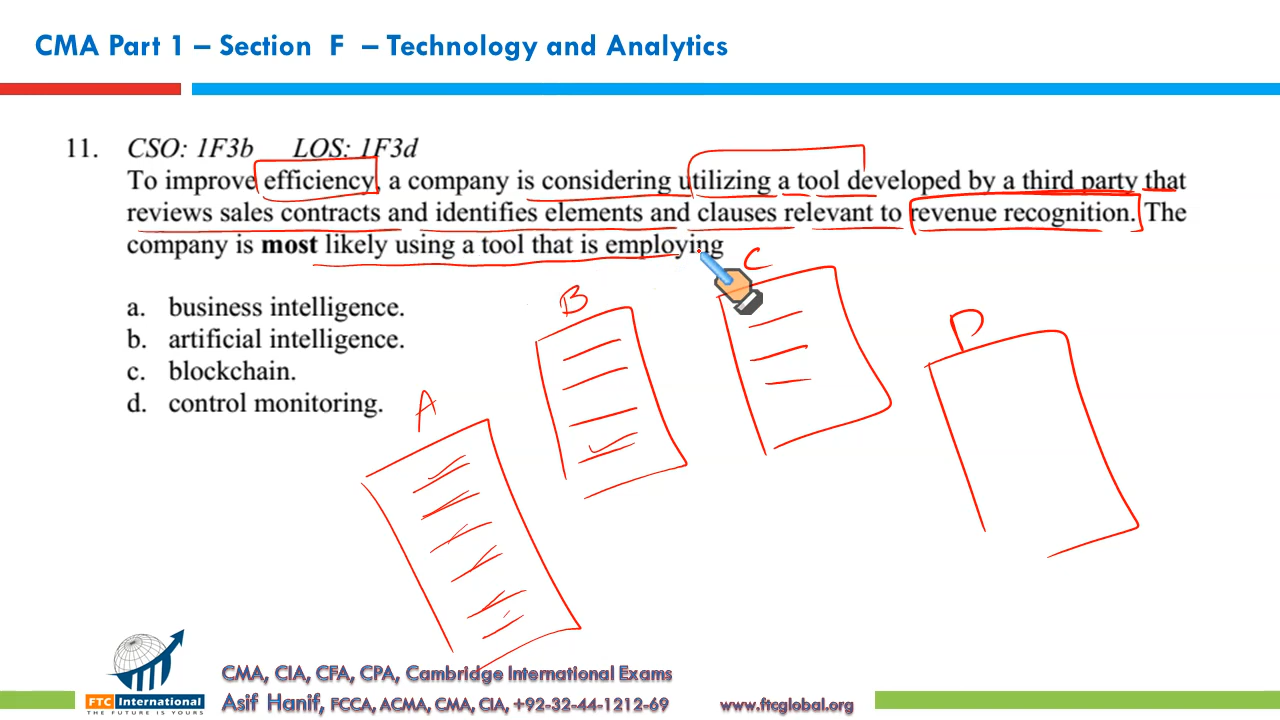 CMA Part 1 – Section F – Technology and Analytics
11. CSO: 1F3b LOS: 1F3d
To improve efficiency, a company is considering utilizing a tool developed by a third party that
reviews sales contracts and identifies elements and clauses relevant to revenue recognition. The
company is most likely using a tool that is employing
a. business intelligence.
b. artificial intelligence.
c. blockchain.
d. control monitoring.
A
B
C
D
FTC International
THE FUTURE IS YOURS
CMA, CIA, CFA, CPA, Cambridge International Exams
Asif Hanif, FCCA, ACMA, CMA, CIA, +92-32-44-1212-69 www.ftcglobal.org